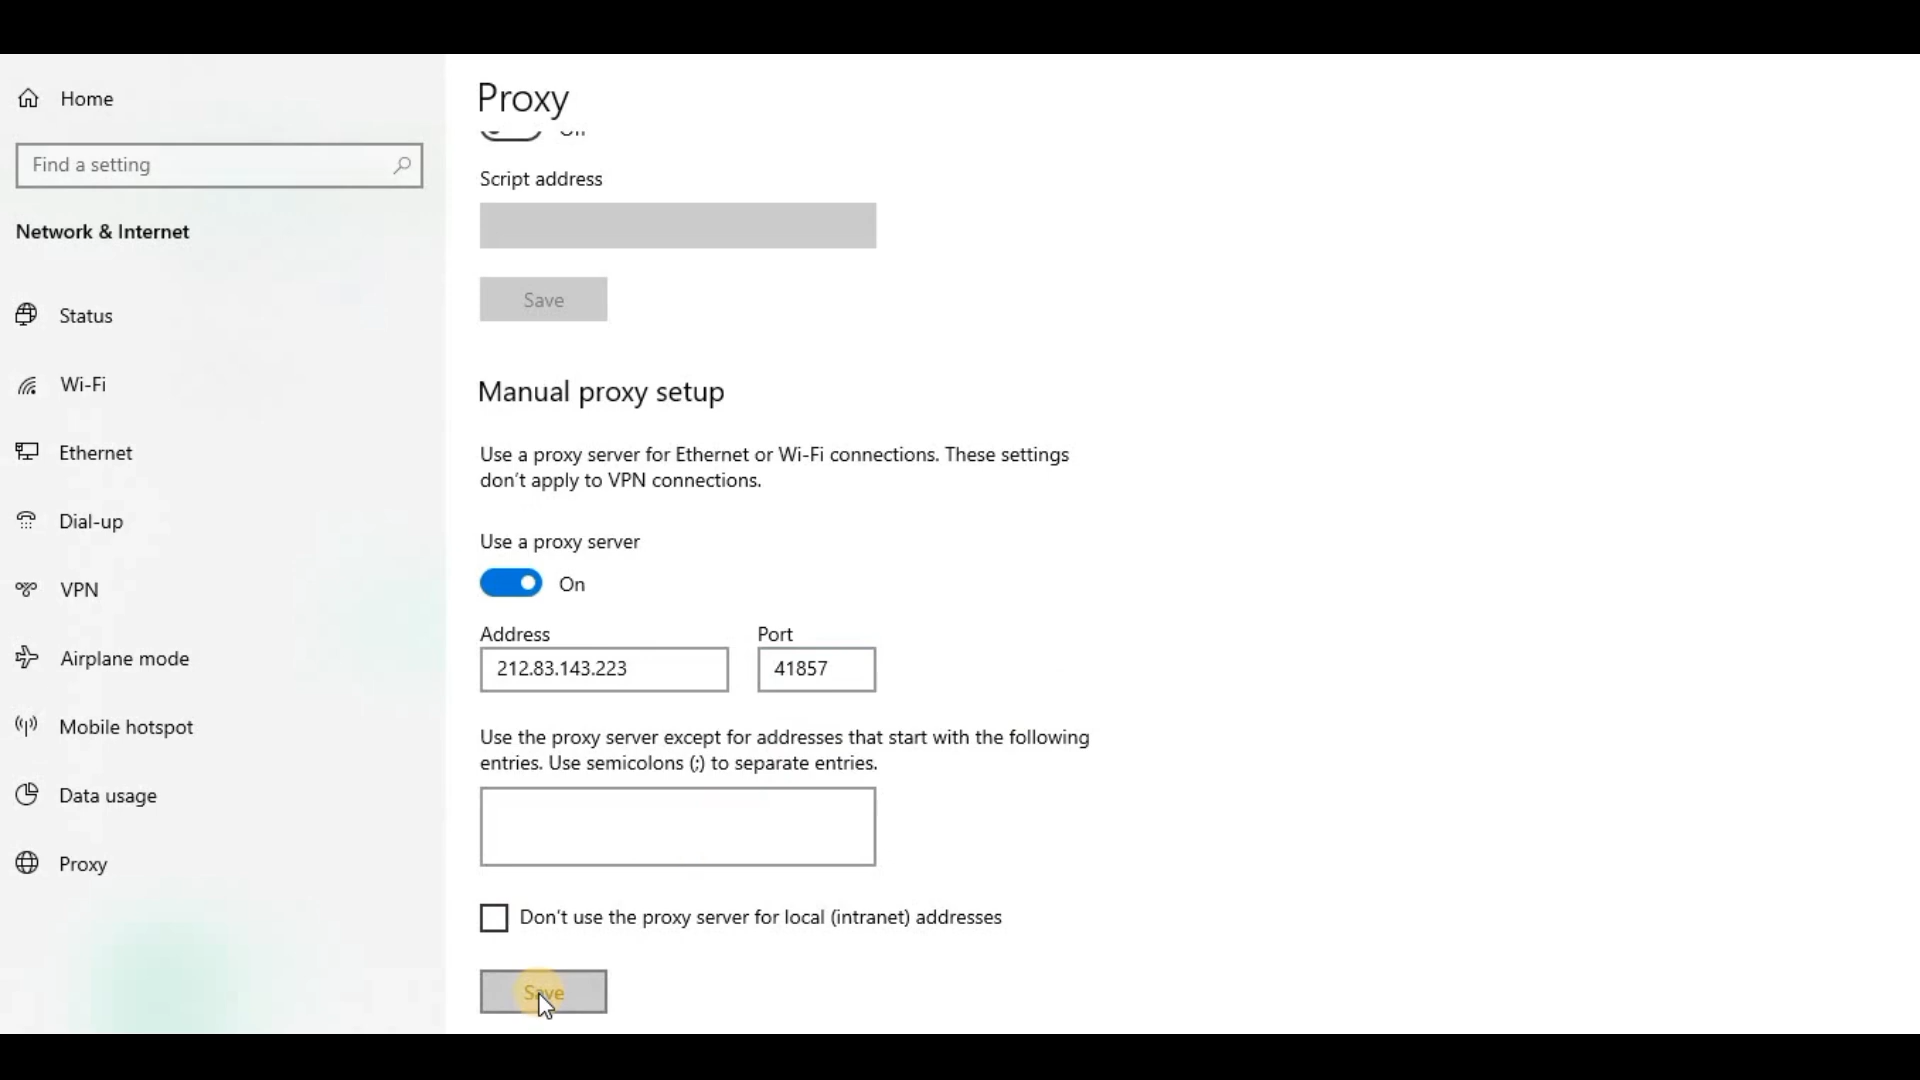 Home
Find a setting
Network & Internet
Status
Wi-Fi
Ethernet
Dial-up
VPN
Airplane mode
Mobile hotspot
Data usage
Proxy
Proxy
Off
Script address
Save
Manual proxy setup
Use a proxy server for Ethernet or Wi-Fi connections. These settings
don't apply to VPN connections.
Use a proxy server
On
Address Port
212.83.143.223 41857
Use the proxy server except for addresses that start with the following
entries. Use semicolons (;) to separate entries.
Don't use the proxy server for local (intranet) addresses
Save